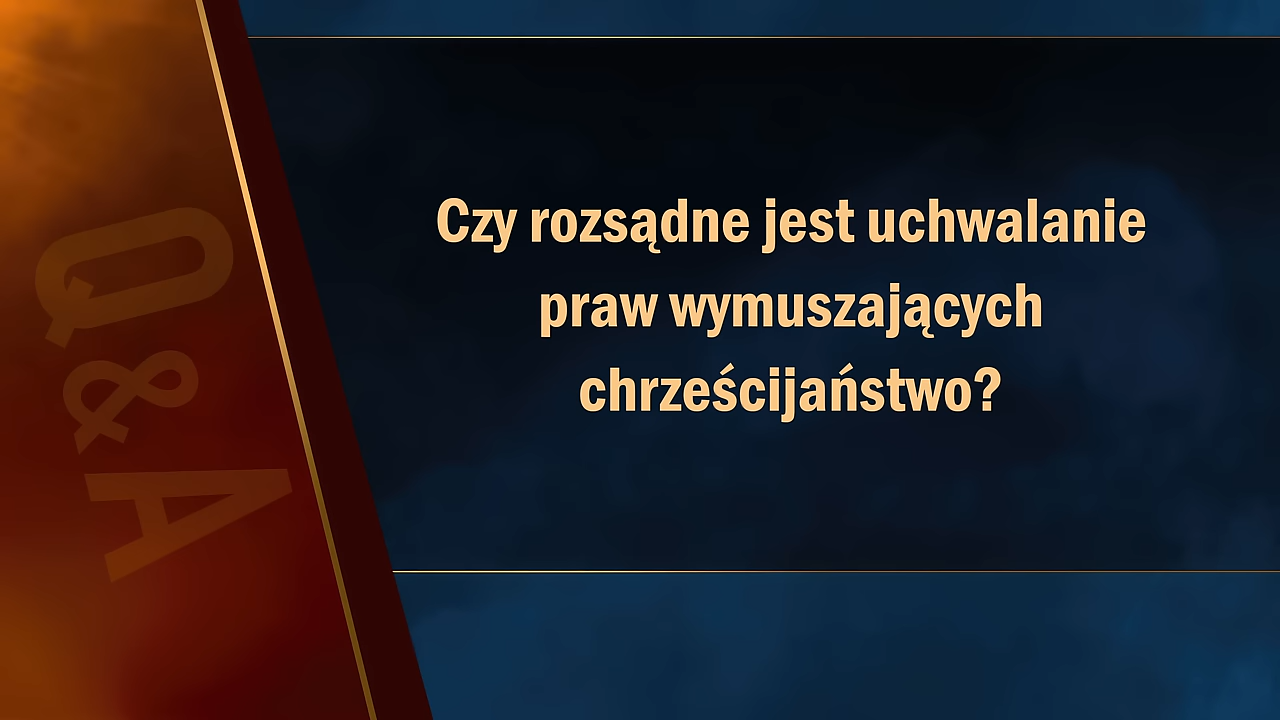 Q&A
Czy rozsądne jest uchwalanie
praw wymuszających
chrześcijaństwo?